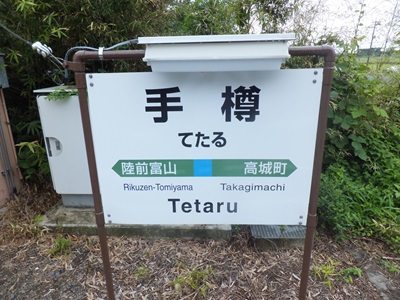 手樽
てたる
陸前富山 高城町
Rikuzen-Tomiyama Takagimachi
Tetaru